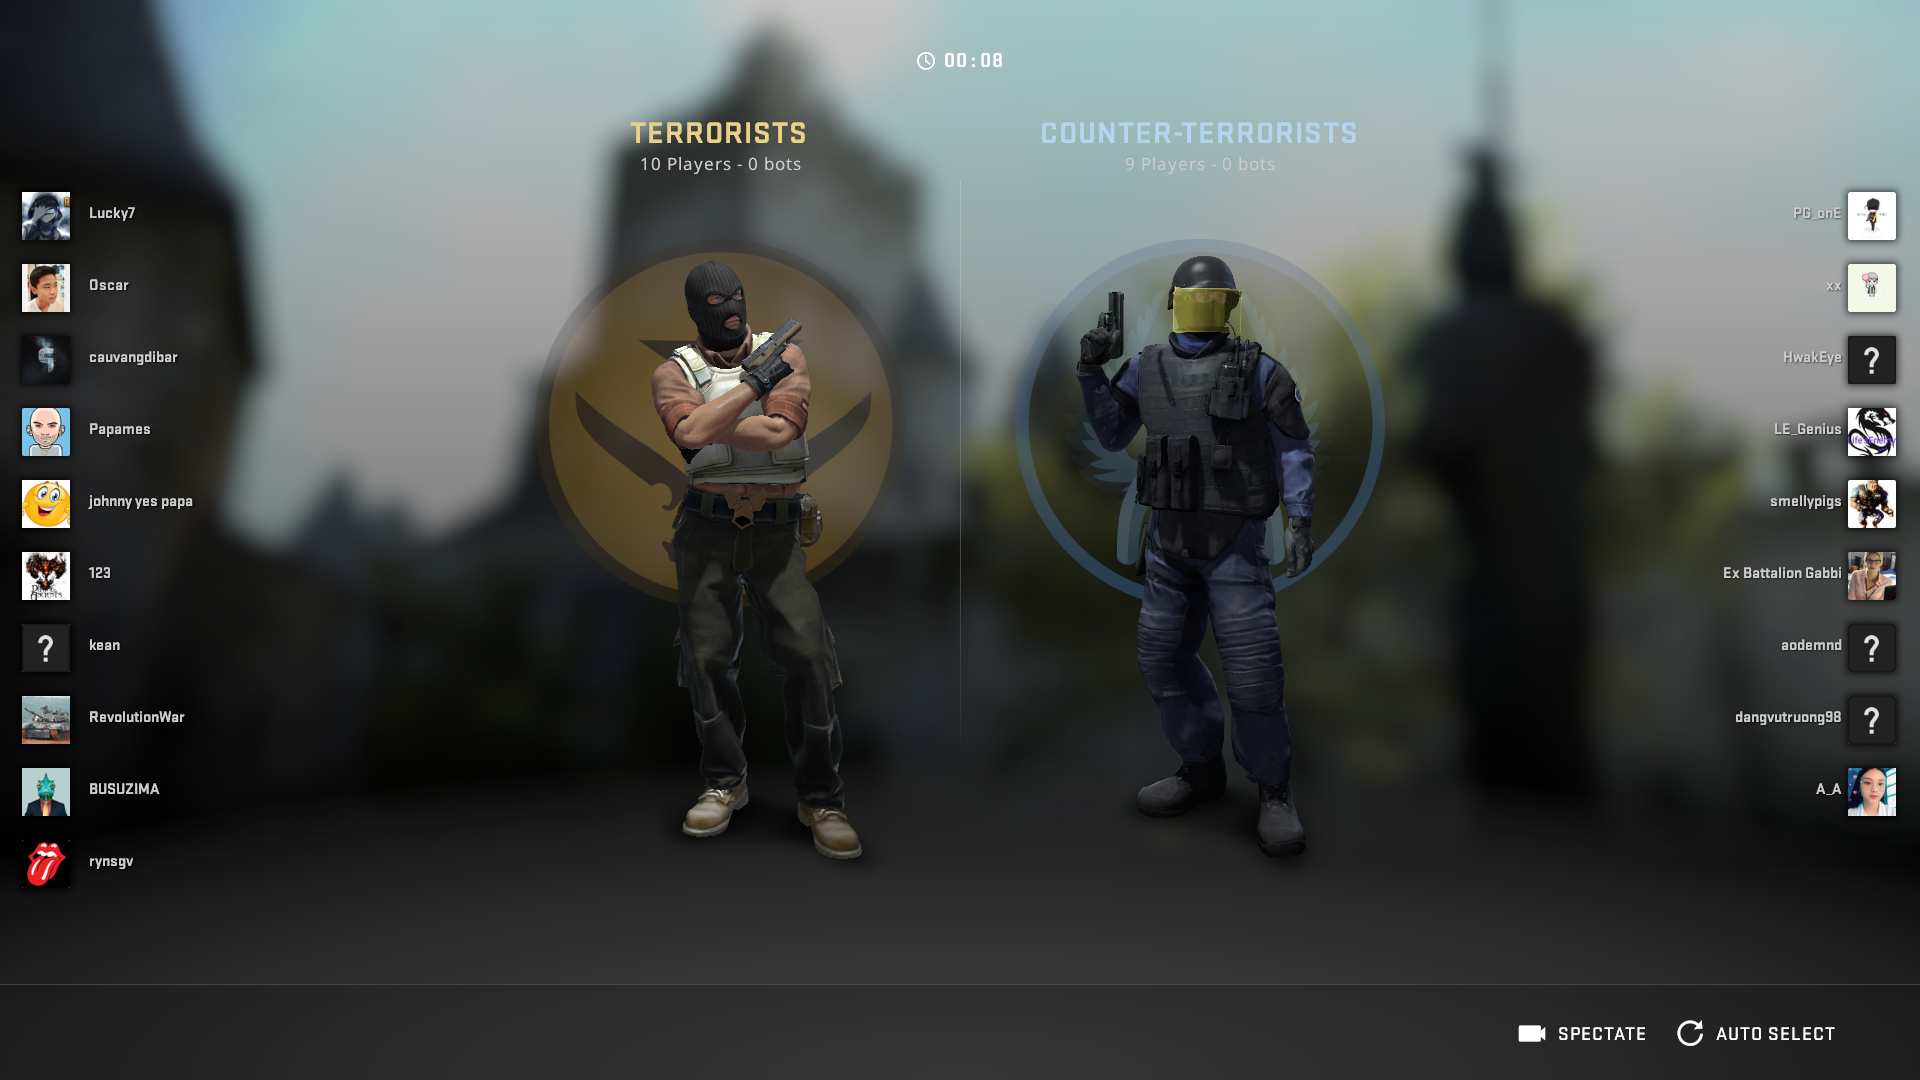 00:08
TERRORISTS
10 Players - 0 bots
COUNTER-TERRORISTS
9 Players - 0 bots
Lucky7
Oscar
cauvangdibar
Papames
johnny yes papa
123
kean
RevolutionWar
BUSUZIMA
rynsgv
PG_onE
xx
HwakEye
?
LE_Genius
smellypigs
Ex Battalion Gabbi
aodemnd
?
dangvutruong98
?
A_A
?
SPECTATE
AUTO SELECT